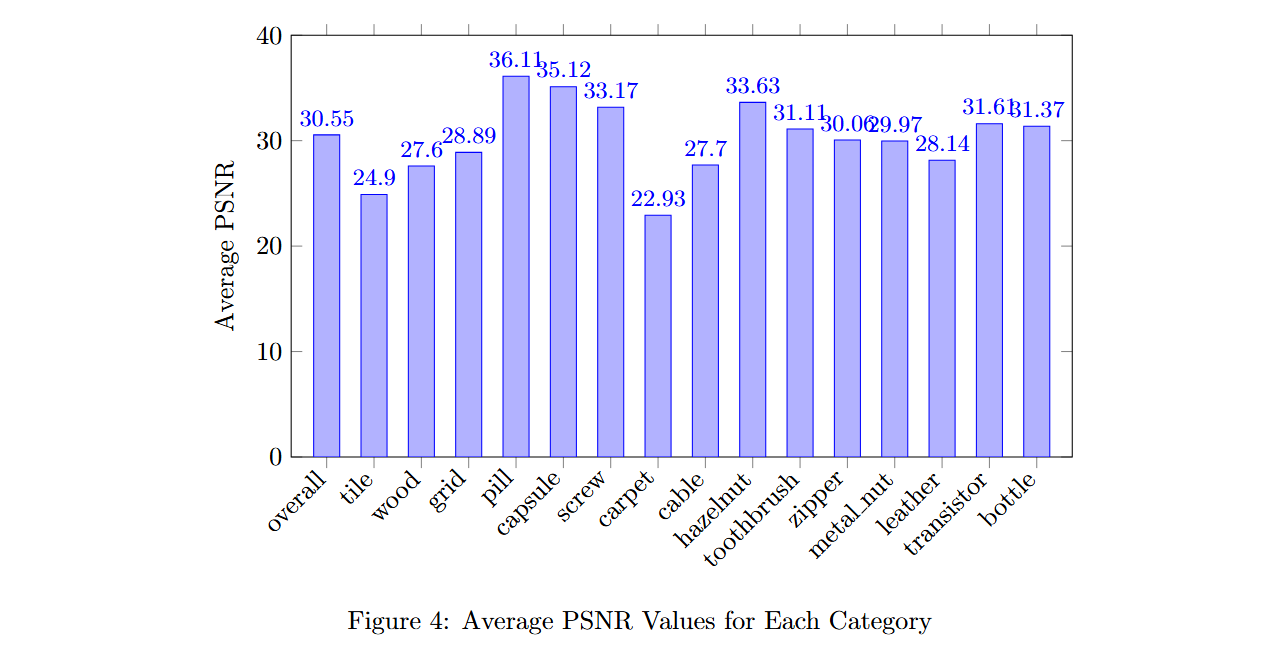 40
30
20
10
0
Average PSNR
30.55
24.9
27.6
28.89
36.11
35.12
33.17
22.93
27.7
33.63
31.11
30.06
29.97
28.14
31.61
31.37
overall
tile
wood
grid
pill
capsule
screw
carpet
cable
hazelnut
toothbrush
zipper
metal_nut
leather
transistor
bottle
Figure 4: Average PSNR Values for Each Category